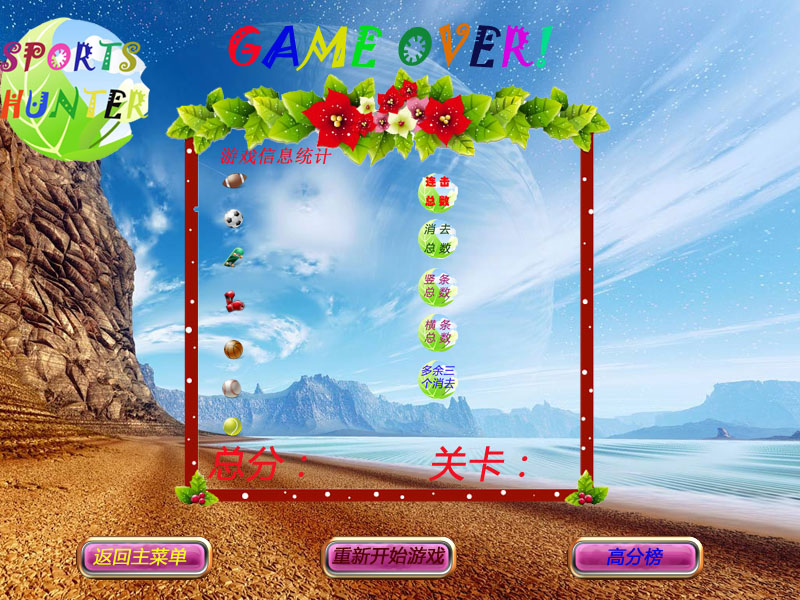 GAME OVER!
SPORTS
HUNTER
游戏信息统计
连击
总数
消去
总数
竖条
总数
横条
总数
多余三
个消去
总分：
关卡：
返回主菜单
重新开始游戏
高分榜